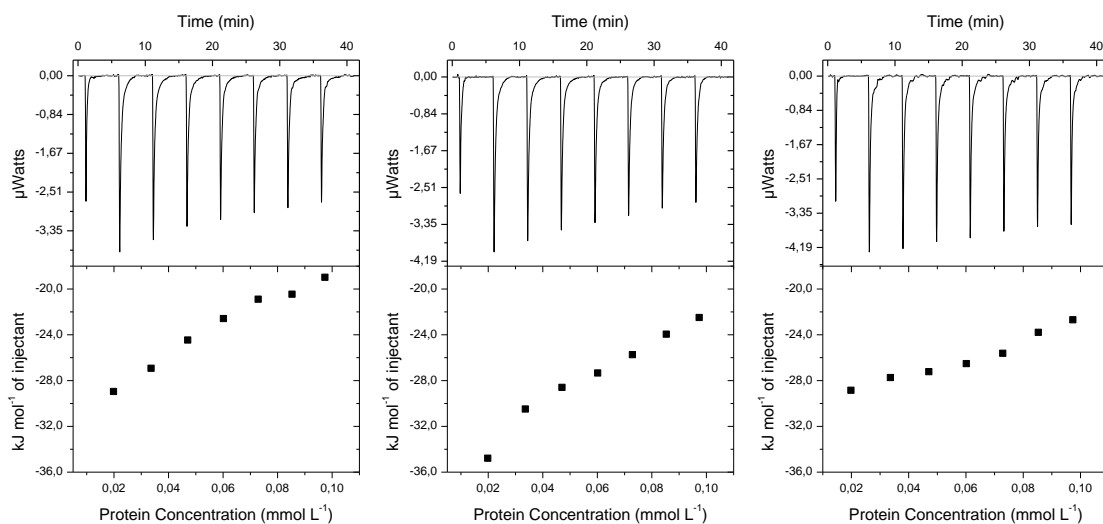 Time (min)
0 10 20 30 40
0,00
-0,84
-1,67
-2,51
-3,35
µWatts
-20,0
-24,0
-28,0
-32,0
-36,0
kJ mol⁻¹ of injectant
0,02 0,04 0,06 0,08 0,10
Protein Concentration (mmol L⁻¹)
Time (min)
0 10 20 30 40
0,00
-0,84
-1,67
-2,51
-3,35
-4,19
µWatts
-20,0
-24,0
-28,0
-32,0
-36,0
kJ mol⁻¹ of injectant
0,02 0,04 0,06 0,08 0,10
Protein Concentration (mmol L⁻¹)
Time (min)
0 10 20 30 40
0,00
-0,84
-1,67
-2,51
-3,35
-4,19
µWatts
-20,0
-24,0
-28,0
-32,0
-36,0
kJ mol⁻¹ of injectant
0,02 0,04 0,06 0,08 0,10
Protein Concentration (mmol L⁻¹)